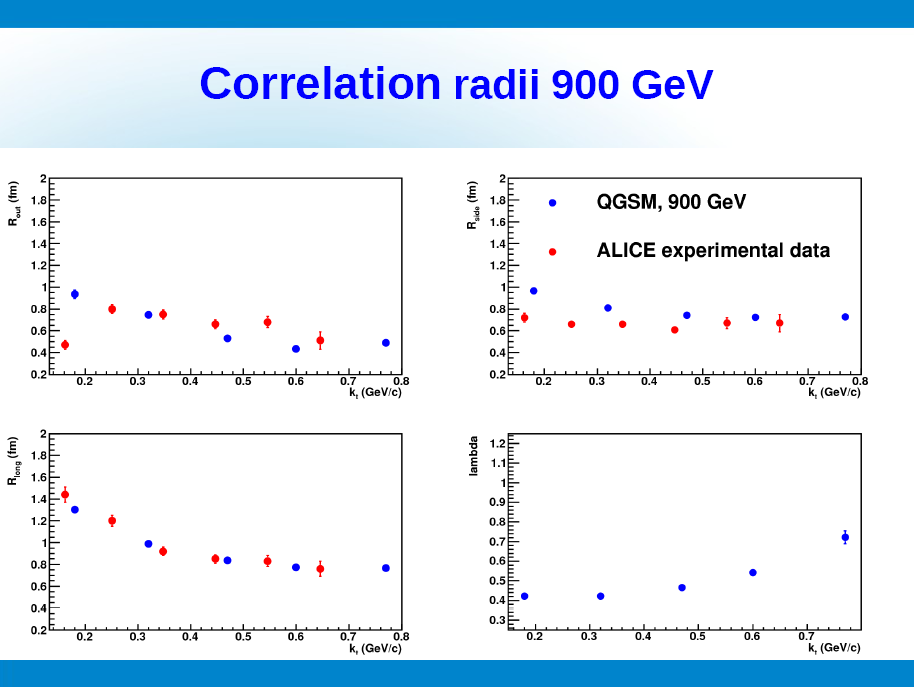 Correlation radii 900 GeV
R_out (fm)
2
1.8
1.6
1.4
1.2
1
0.8
0.6
0.4
0.2
0.2 0.3 0.4 0.5 0.6 0.7 0.8
k_t (GeV/c)
R_side (fm)
2
1.8
1.6
1.4
1.2
1
0.8
0.6
0.4
0.2
QGSM, 900 GeV
ALICE experimental data
0.2 0.3 0.4 0.5 0.6 0.7 0.8
k_t (GeV/c)
R_long (fm)
2
1.8
1.6
1.4
1.2
1
0.8
0.6
0.4
0.2
0.2 0.3 0.4 0.5 0.6 0.7 0.8
k_t (GeV/c)
lambda
1.2
1.1
1
0.9
0.8
0.7
0.6
0.5
0.4
0.3
0.2 0.3 0.4 0.5 0.6 0.7
k_t (GeV/c)